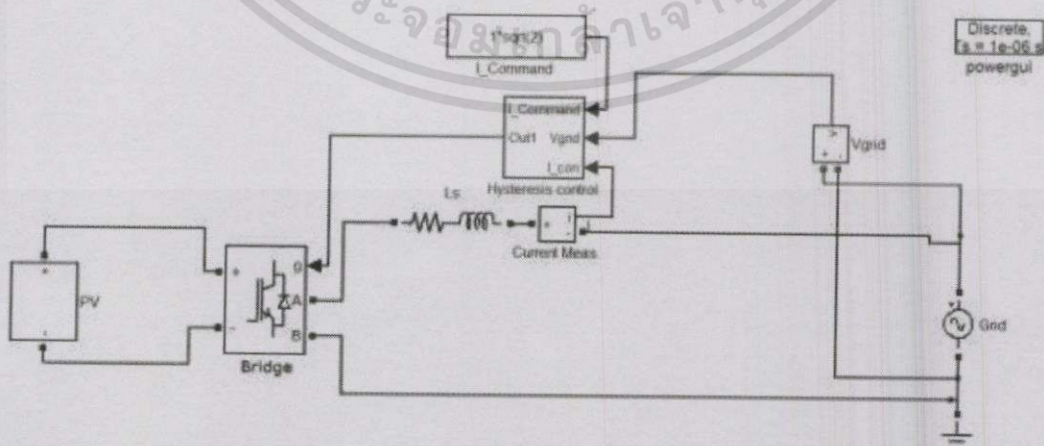 1*sqrt(2)
I_Command
Discrete,
Ts = 1e-06 s
powergui
I_Command
Out1 Vgrid
I_con
Hysteresis control
v
+ -
Vgrid
Ls
+ i
-
Current Meas
+
PV
-
+ g
A
- B
Bridge
Grid